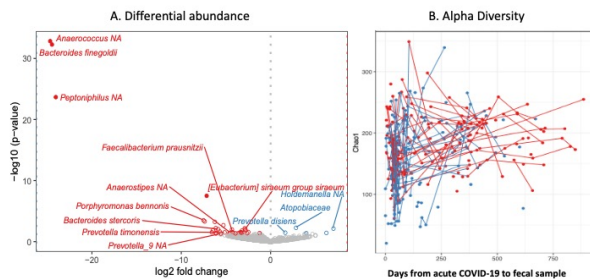 A. Differential abundance
Anaerococcus NA
Bacteroides finegoldii
Peptoniphilus NA
Faecalibacterium prausnitzii
Anaerostipes NA
[Eubacterium] siraeum group siraeum
Holdemanella NA
Porphyromonas bennonis
Atopobiaceae
Bacteroides stercoris
Prevotella disiens
Prevotella timonensis
Prevotella_9 NA
−log10 (p−value)
30
20
10
0
−20
−10
0
log2 fold change
B. Alpha Diversity
Chao1
300
200
100
0
250
500
750
Days from acute COVID-19 to fecal sample